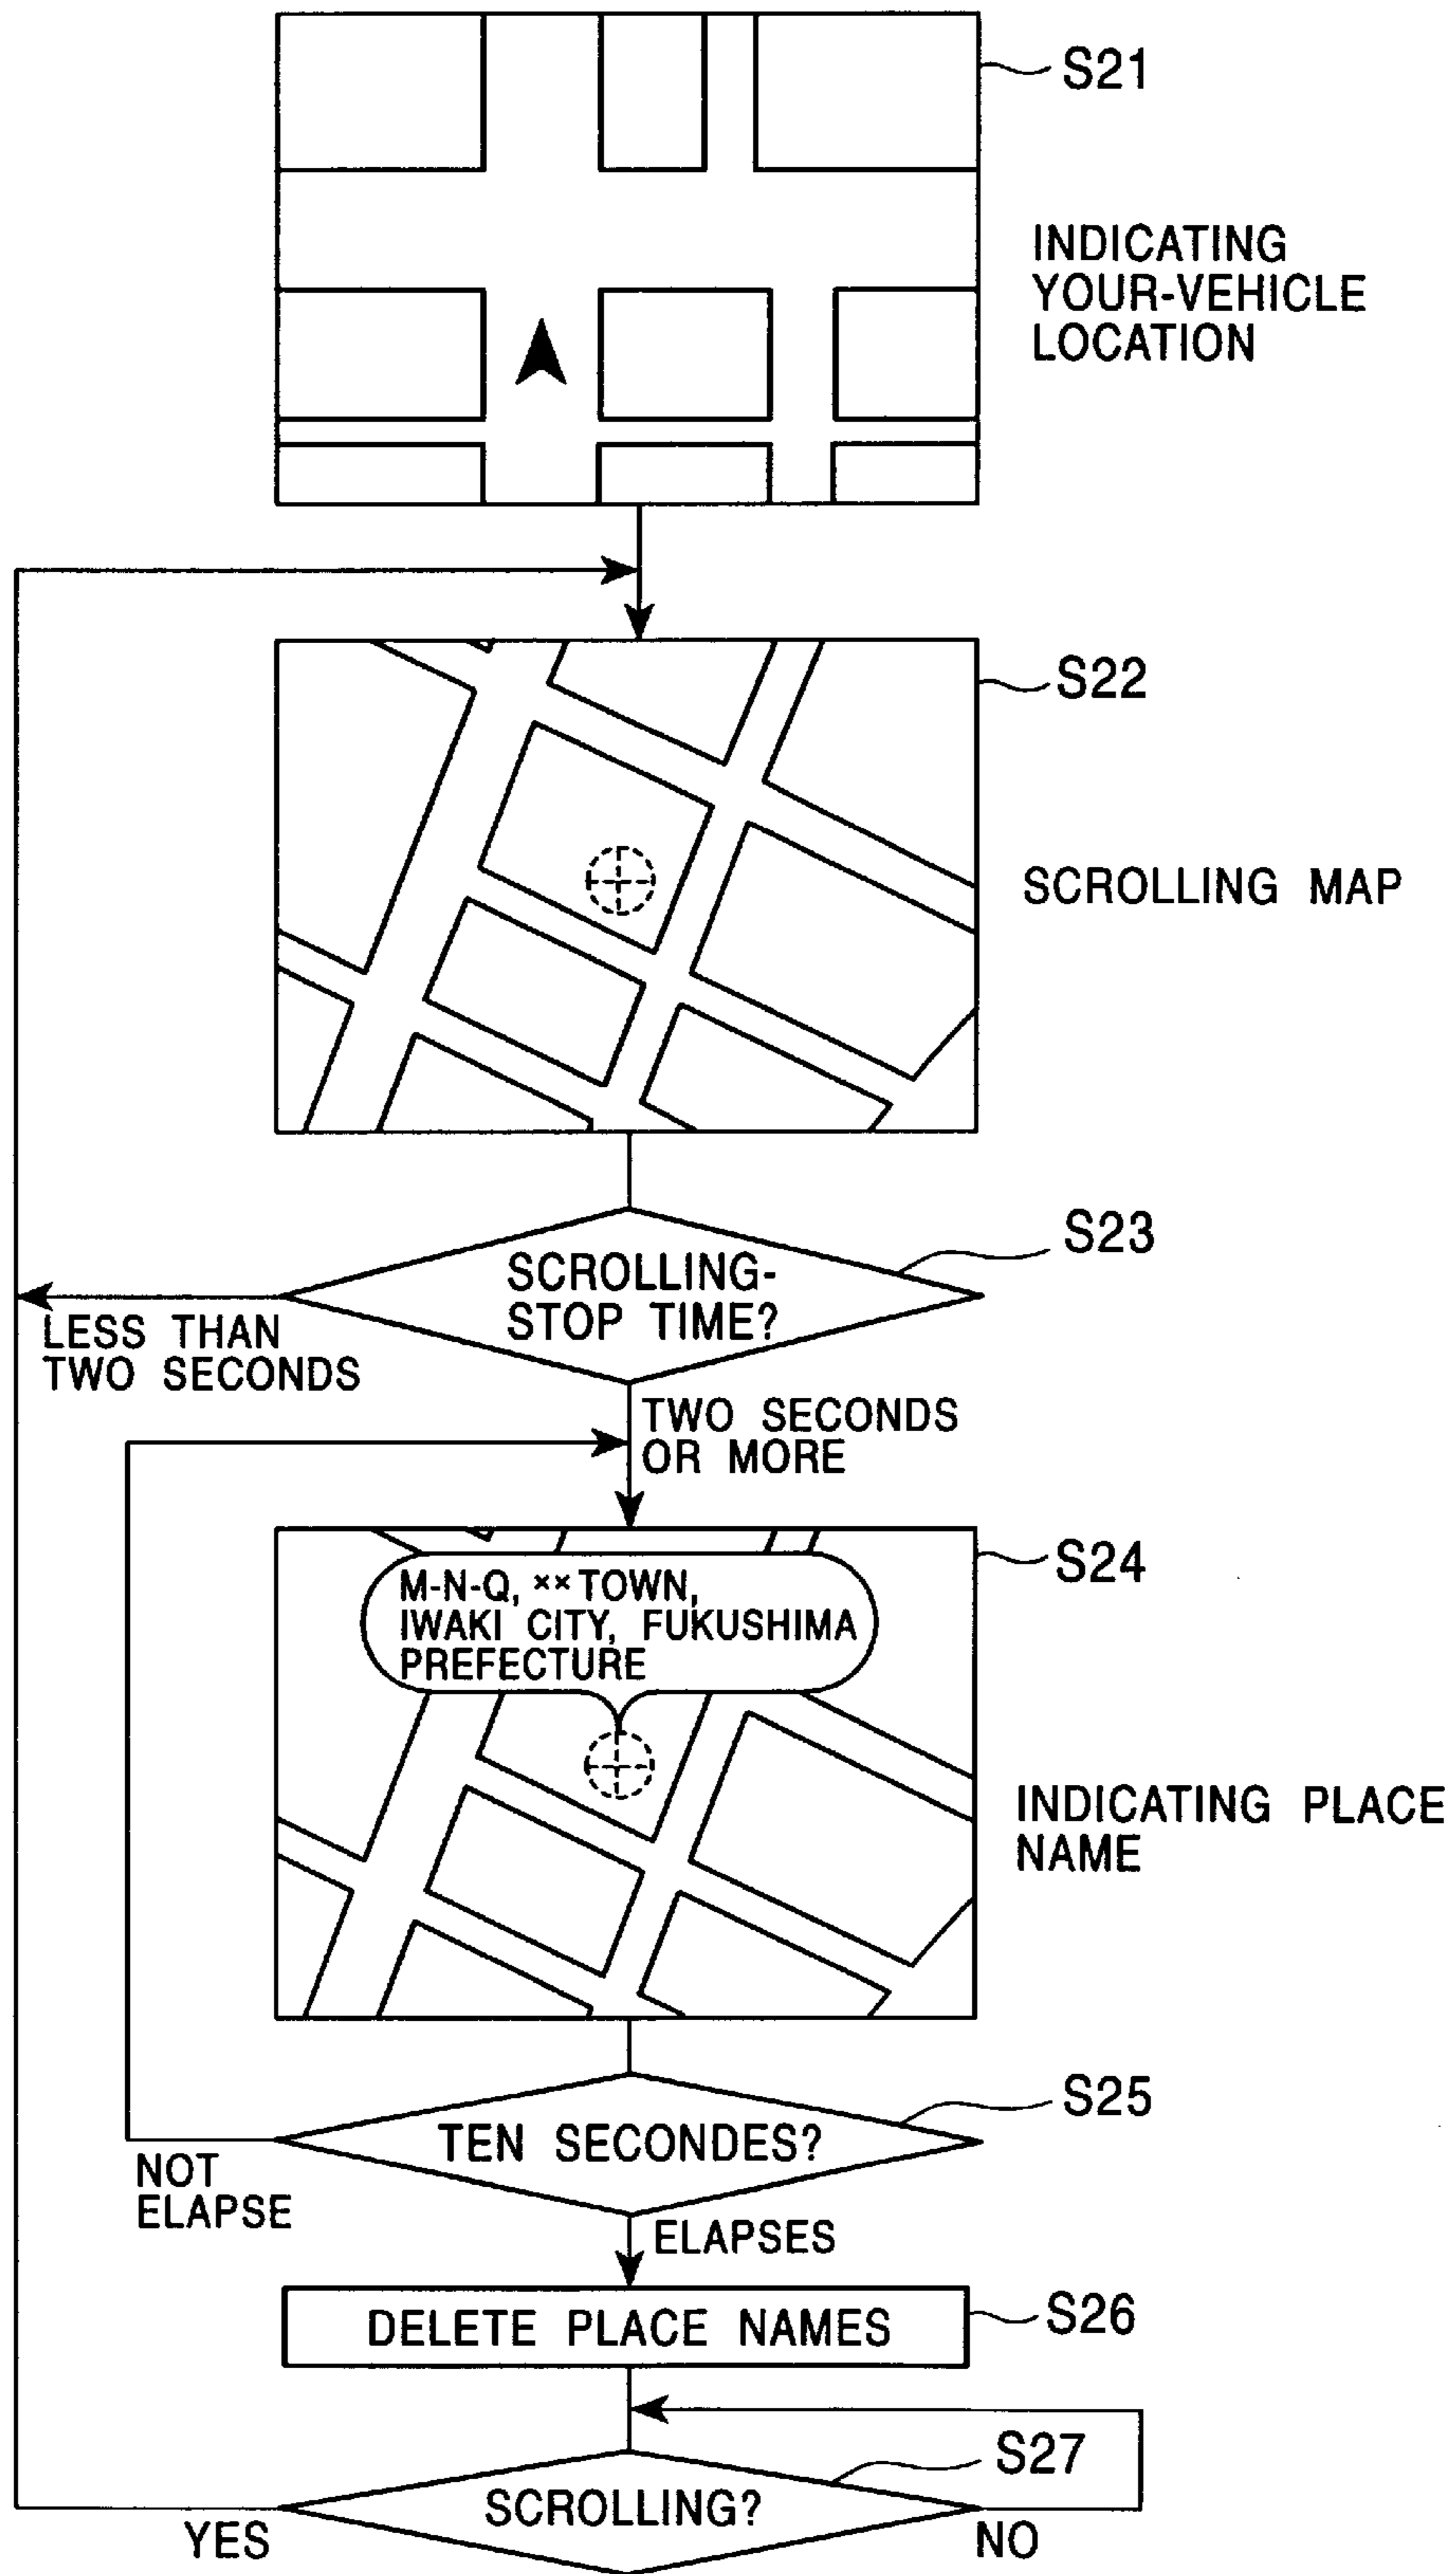 S21
INDICATING
YOUR-VEHICLE
LOCATION
S22
SCROLLING MAP
S23
SCROLLING-
STOP TIME?
LESS THAN
TWO SECONDS
TWO SECONDS
OR MORE
S24
M-N-Q, ××TOWN,
IWAKI CITY, FUKUSHIMA
PREFECTURE
INDICATING PLACE
NAME
S25
TEN SECONDES?
NOT
ELAPSE
ELAPSES
S26
DELETE PLACE NAMES
S27
SCROLLING?
YES
NO